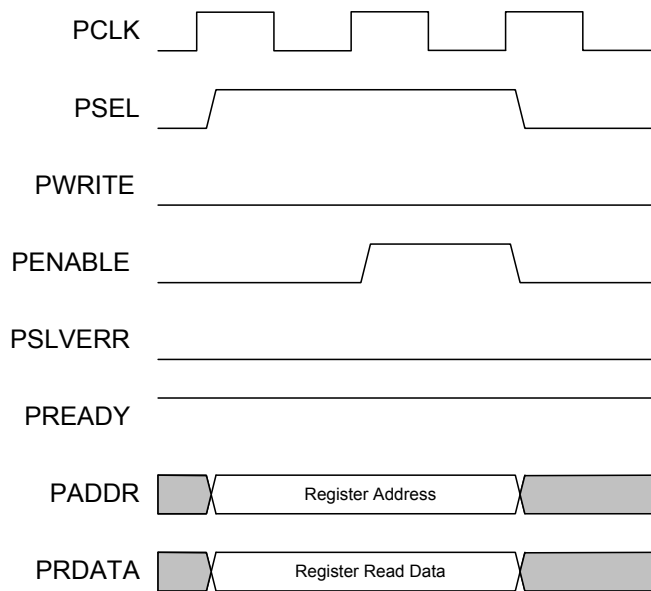 PCLK
PSEL
PWRITE
PENABLE
PSLVERR
PREADY
PADDR
Register Address
PRDATA
Register Read Data